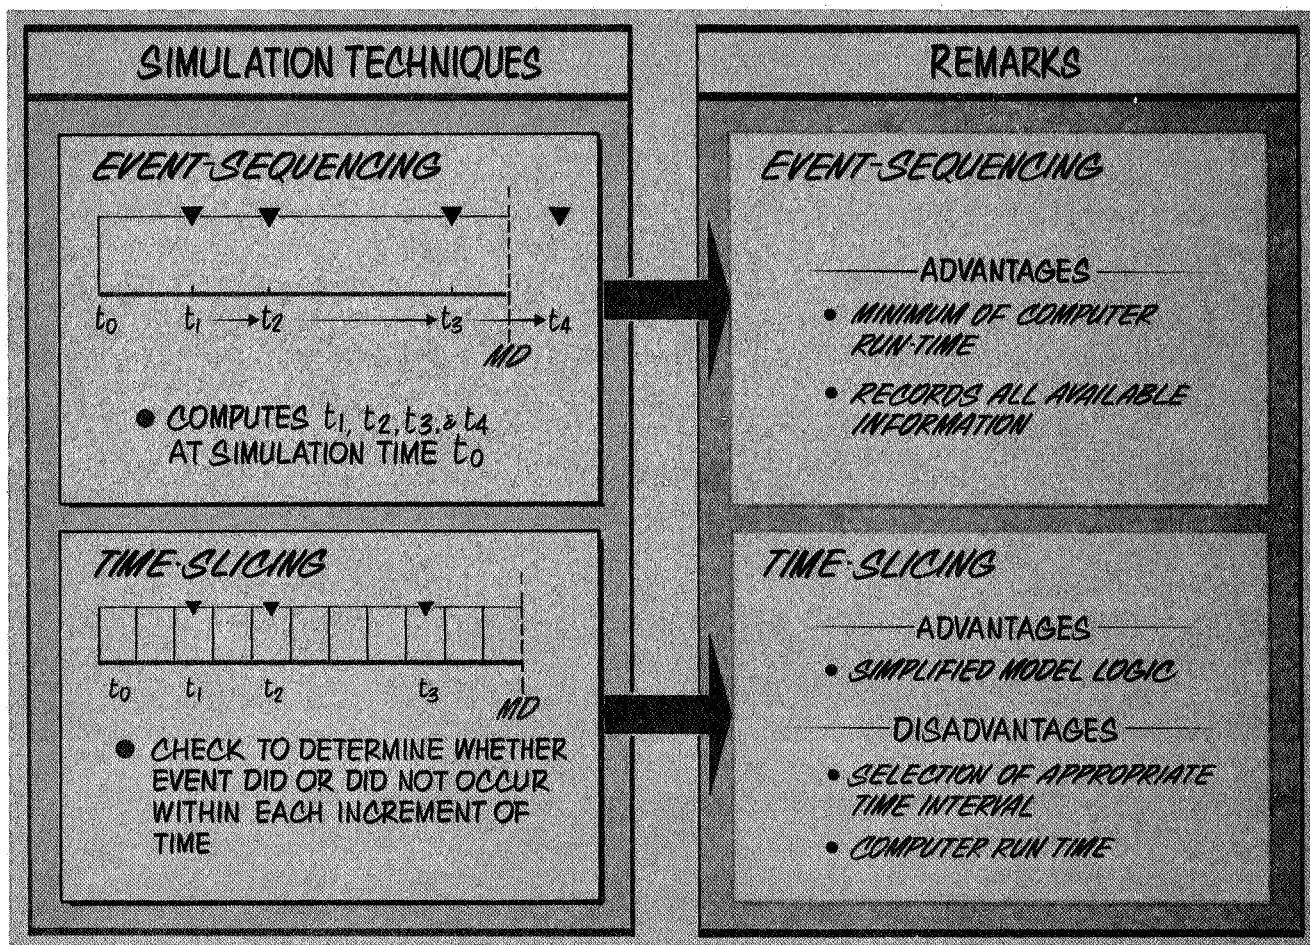 SIMULATION TECHNIQUES
EVENT-SEQUENCING
t0 t1 t2 t3 t4
MD
• COMPUTES t1, t2, t3, & t4
AT SIMULATION TIME t0
TIME-SLICING
t0 t1 t2 t3
MD
• CHECK TO DETERMINE WHETHER
EVENT DID OR DID NOT OCCUR
WITHIN EACH INCREMENT OF
TIME
REMARKS
EVENT-SEQUENCING
ADVANTAGES
• MINIMUM OF COMPUTER
RUN-TIME
• RECORDS ALL AVAILABLE
INFORMATION
TIME-SLICING
ADVANTAGES
• SIMPLIFIED MODEL LOGIC
DISADVANTAGES
• SELECTION OF APPROPRIATE
TIME INTERVAL
• COMPUTER RUN TIME